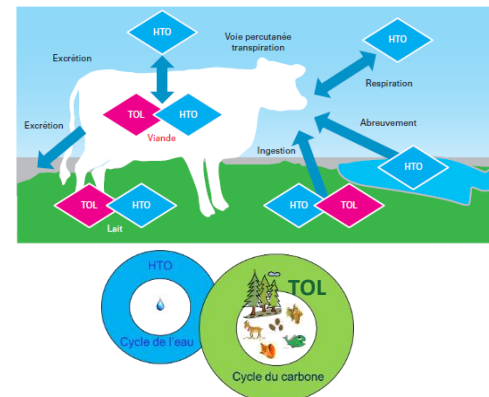 HTO
Voie percutanée
transpiration
HTO
Excrétion
Respiration
TOL
HTO
Viande
Abreuvement
Excrétion
Ingestion
HTO
TOL
HTO
Lait
HTO
TOL
HTO
Cycle de l'eau
TOL
Cycle du carbone